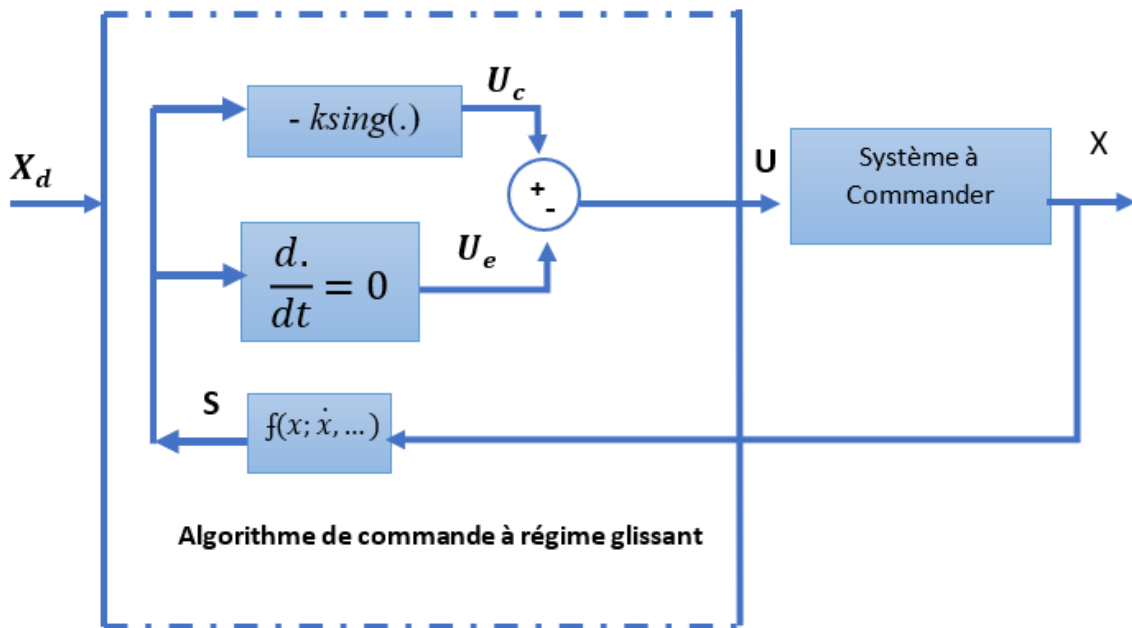 U_c
- ksing(.)
X_d
+
-
U
Système à
Commander
X
U_e
d.
/dt = 0
S
ƒ(x; ẋ, …)
Algorithme de commande à régime glissant